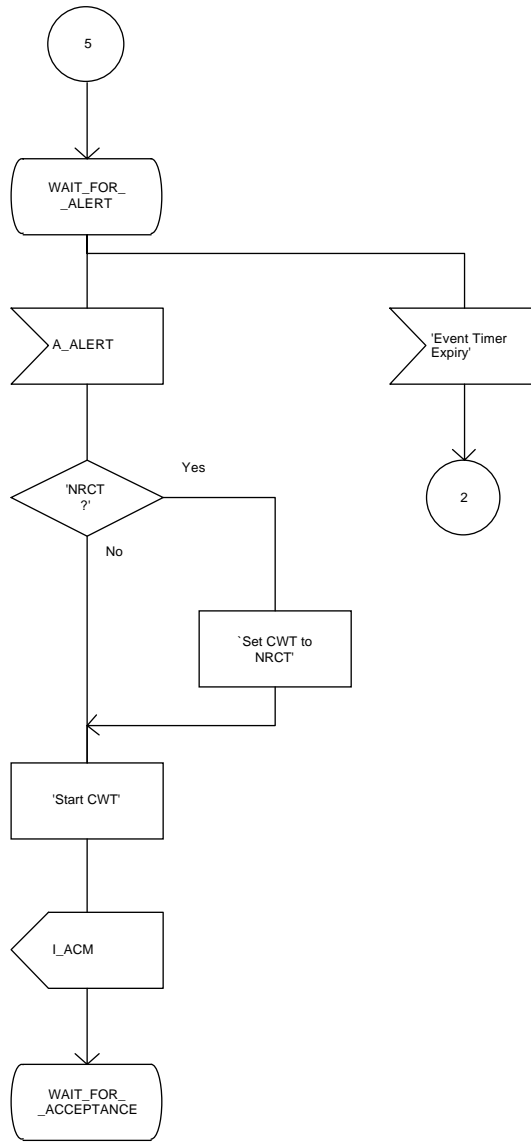 5
WAIT_FOR_
_ALERT
A_ALERT
'Event Timer
Expiry'
'NRCT
?'
Yes
No
2
`Set CWT to
NRCT'
'Start CWT'
I_ACM
WAIT_FOR_
_ACCEPTANCE